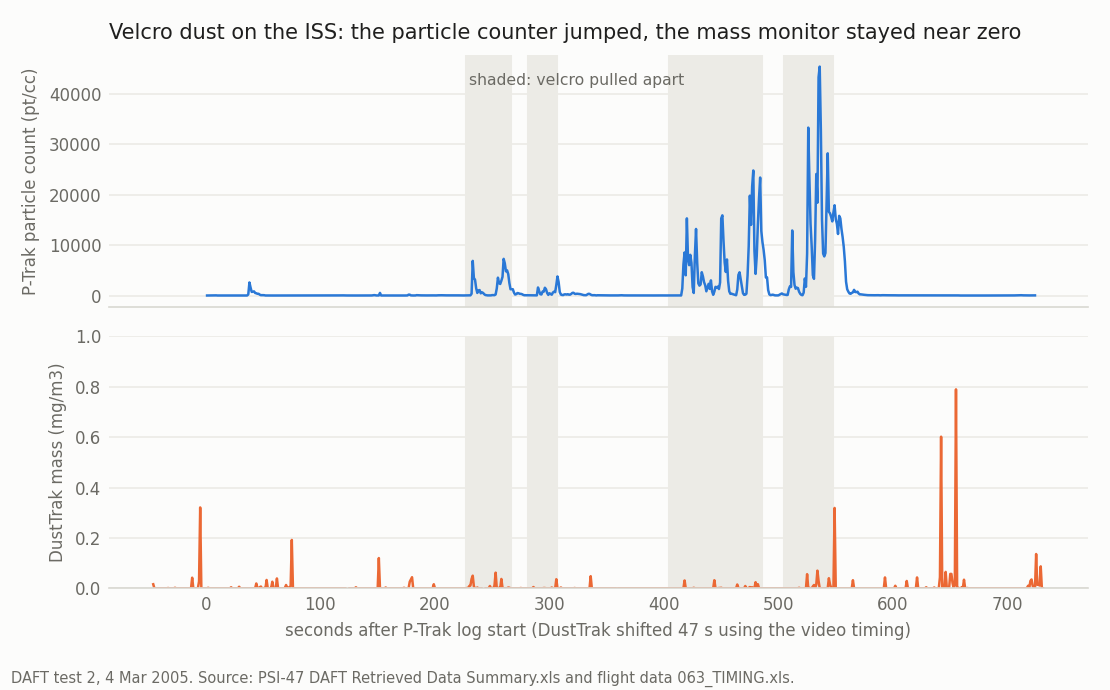 Velcro dust on the ISS: the particle counter jumped, the mass monitor stayed near zero
shaded: velcro pulled apart
P-Trak particle count (pt/cc)
40000
30000
20000
10000
0
DustTrak mass (mg/m3)
1.0
0.8
0.6
0.4
0.2
0.0
0 100 200 300 400 500 600 700
seconds after P-Trak log start (DustTrak shifted 47 s using the video timing)
DAFT test 2, 4 Mar 2005. Source: PSI-47 DAFT Retrieved Data Summary.xls and flight data 063_TIMING.xls.